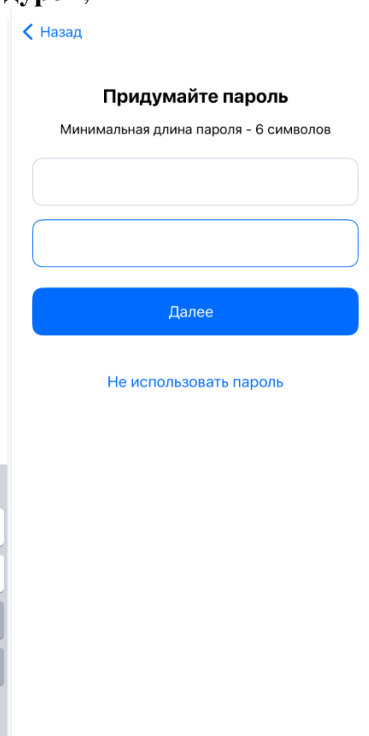 Назад
Придумайте пароль
Минимальная длина пароля - 6 символов
Далее
Не использовать пароль